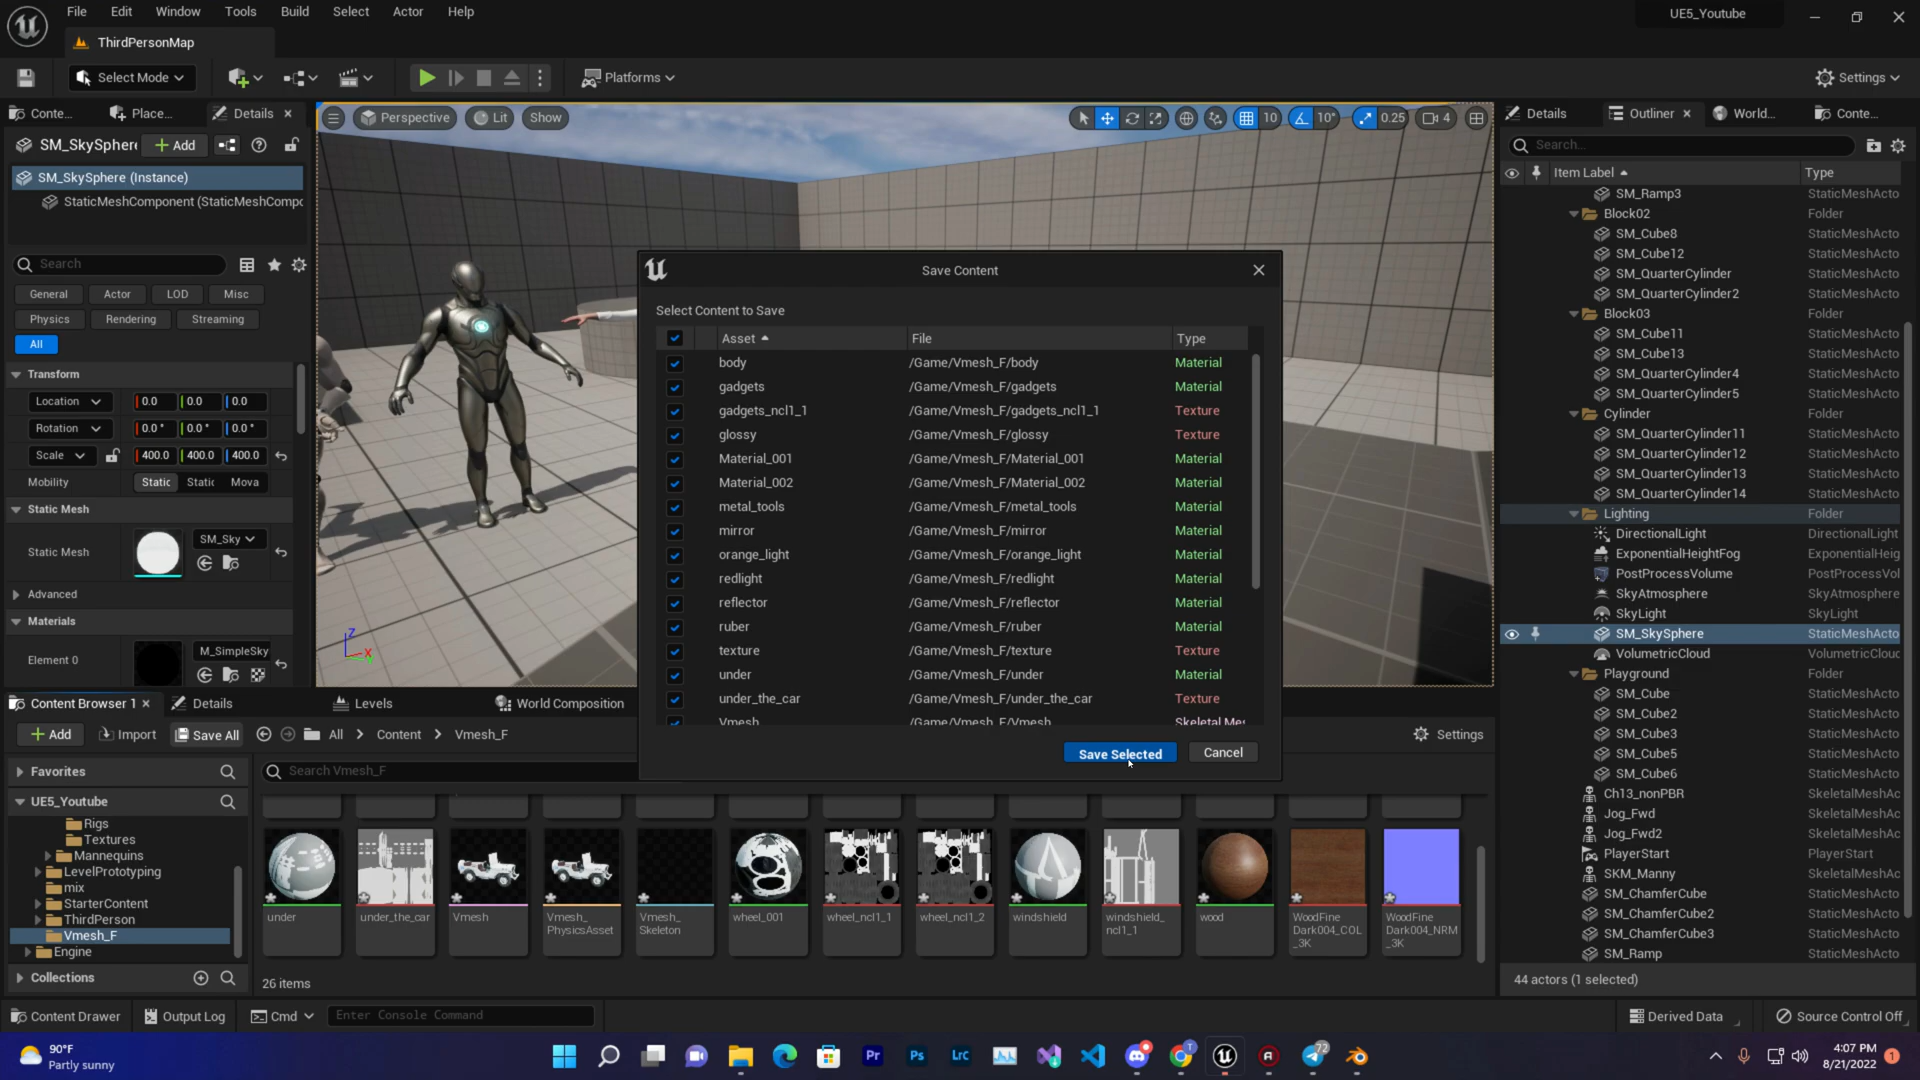 File Edit Window Tools Build Select Actor Help
UE5_Youtube
ThirdPersonMap
Select Mode
Platforms
Settings
Conte... Place... Details
SM_SkySphere
Add
SM_SkySphere (Instance)
StaticMeshComponent (StaticMeshCompo
Search
General Actor LOD Misc
Physics Rendering Streaming
All
Transform
Location 0.0 0.0 0.0
Rotation 0.0 ° 0.0 ° 0.0 °
Scale 400.0 400.0 400.0
Mobility Static Static Mova
Static Mesh
Static Mesh SM_Sky
Advanced
Materials
Element 0 M_SimpleSky
Perspective Lit Show
10 10° 0.25 4
Z
X
Save Content
Select Content to Save
Asset File Type
body /Game/Vmesh_F/body Material
gadgets /Game/Vmesh_F/gadgets Material
gadgets_ncl1_1 /Game/Vmesh_F/gadgets_ncl1_1 Texture
glossy /Game/Vmesh_F/glossy Texture
Material_001 /Game/Vmesh_F/Material_001 Material
Material_002 /Game/Vmesh_F/Material_002 Material
metal_tools /Game/Vmesh_F/metal_tools Material
mirror /Game/Vmesh_F/mirror Material
orange_light /Game/Vmesh_F/orange_light Material
redlight /Game/Vmesh_F/redlight Material
reflector /Game/Vmesh_F/reflector Material
ruber /Game/Vmesh_F/ruber Material
texture /Game/Vmesh_F/texture Texture
under /Game/Vmesh_F/under Material
under_the_car /Game/Vmesh_F/under_the_car Texture
Vmesh /Game/Vmesh_F/Vmesh Skeletal Mes
Save Selected Cancel
Details Outliner World... Conte...
Search...
Item Label Type
SM_Ramp3 StaticMeshActo
Block02 Folder
SM_Cube8 StaticMeshActo
SM_Cube12 StaticMeshActo
SM_QuarterCylinder StaticMeshActo
SM_QuarterCylinder2 StaticMeshActo
Block03 Folder
SM_Cube11 StaticMeshActo
SM_Cube13 StaticMeshActo
SM_QuarterCylinder4 StaticMeshActo
SM_QuarterCylinder5 StaticMeshActo
Cylinder Folder
SM_QuarterCylinder11 StaticMeshActo
SM_QuarterCylinder12 StaticMeshActo
SM_QuarterCylinder13 StaticMeshActo
SM_QuarterCylinder14 StaticMeshActo
Lighting Folder
DirectionalLight DirectionalLight
ExponentialHeightFog ExponentialHeig
PostProcessVolume PostProcessVol
SkyAtmosphere SkyAtmosphere
SkyLight SkyLight
SM_SkySphere StaticMeshActo
VolumetricCloud VolumetricCloud
Playground Folder
SM_Cube StaticMeshActo
SM_Cube2 StaticMeshActo
SM_Cube3 StaticMeshActo
SM_Cube5 StaticMeshActo
SM_Cube6 StaticMeshActo
Ch13_nonPBR SkeletalMeshAc
Jog_Fwd SkeletalMeshAc
Jog_Fwd2 SkeletalMeshAc
PlayerStart PlayerStart
SKM_Manny SkeletalMeshAc
SM_ChamferCube StaticMeshActo
SM_ChamferCube2 StaticMeshActo
SM_ChamferCube3 StaticMeshActo
SM_Ramp StaticMeshActo
44 actors (1 selected)
Content Browser 1 Details Levels World Composition
Add Import Save All All Content Vmesh_F Settings
Favorites
Search Vmesh_F
UE5_Youtube
Rigs
Textures
Mannequins
LevelPrototyping
mix
StarterContent
ThirdPerson
Vmesh_F
Engine
Collections
under
under_the_car
Vmesh
Vmesh_
PhysicsAsset
Vmesh_
Skeleton
wheel_001
wheel_ncl1_1
wheel_ncl1_2
windshield
windshield_
ncl1_1
wood
WoodFine
Dark004_COL
_3K
WoodFine
Dark004_NRM
_3K
26 items
Content Drawer Output Log Cmd Enter Console Command
Derived Data Source Control Off
90°F
Partly sunny
Pr Ps LrC
72
4:07 PM
8/21/2022
1